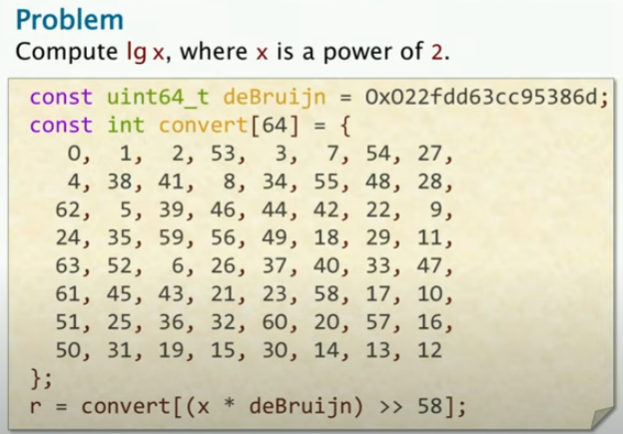 Problem
Compute lg x, where x is a power of 2.
const uint64_t deBruijn = 0x022fdd63cc95386d;
const int convert[64] = {
0, 1, 2, 53, 3, 7, 54, 27,
4, 38, 41, 8, 34, 55, 48, 28,
62, 5, 39, 46, 44, 42, 22, 9,
24, 35, 59, 56, 49, 18, 29, 11,
63, 52, 6, 26, 37, 40, 33, 47,
61, 45, 43, 21, 23, 58, 17, 10,
51, 25, 36, 32, 60, 20, 57, 16,
50, 31, 19, 15, 30, 14, 13, 12
};
r = convert[(x * deBruijn) >> 58];